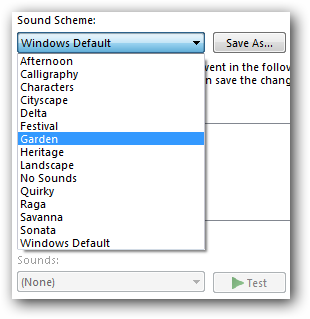 Sound Scheme:
Windows Default
Save As...
Afternoon
vent in the follow
Calligraphy
n save the chang
Characters
Cityscape
Delta
Festival
Garden
Heritage
Landscape
No Sounds
Quirky
Raga
Savanna
Sonata
Windows Default
Sounds:
(None)
Test